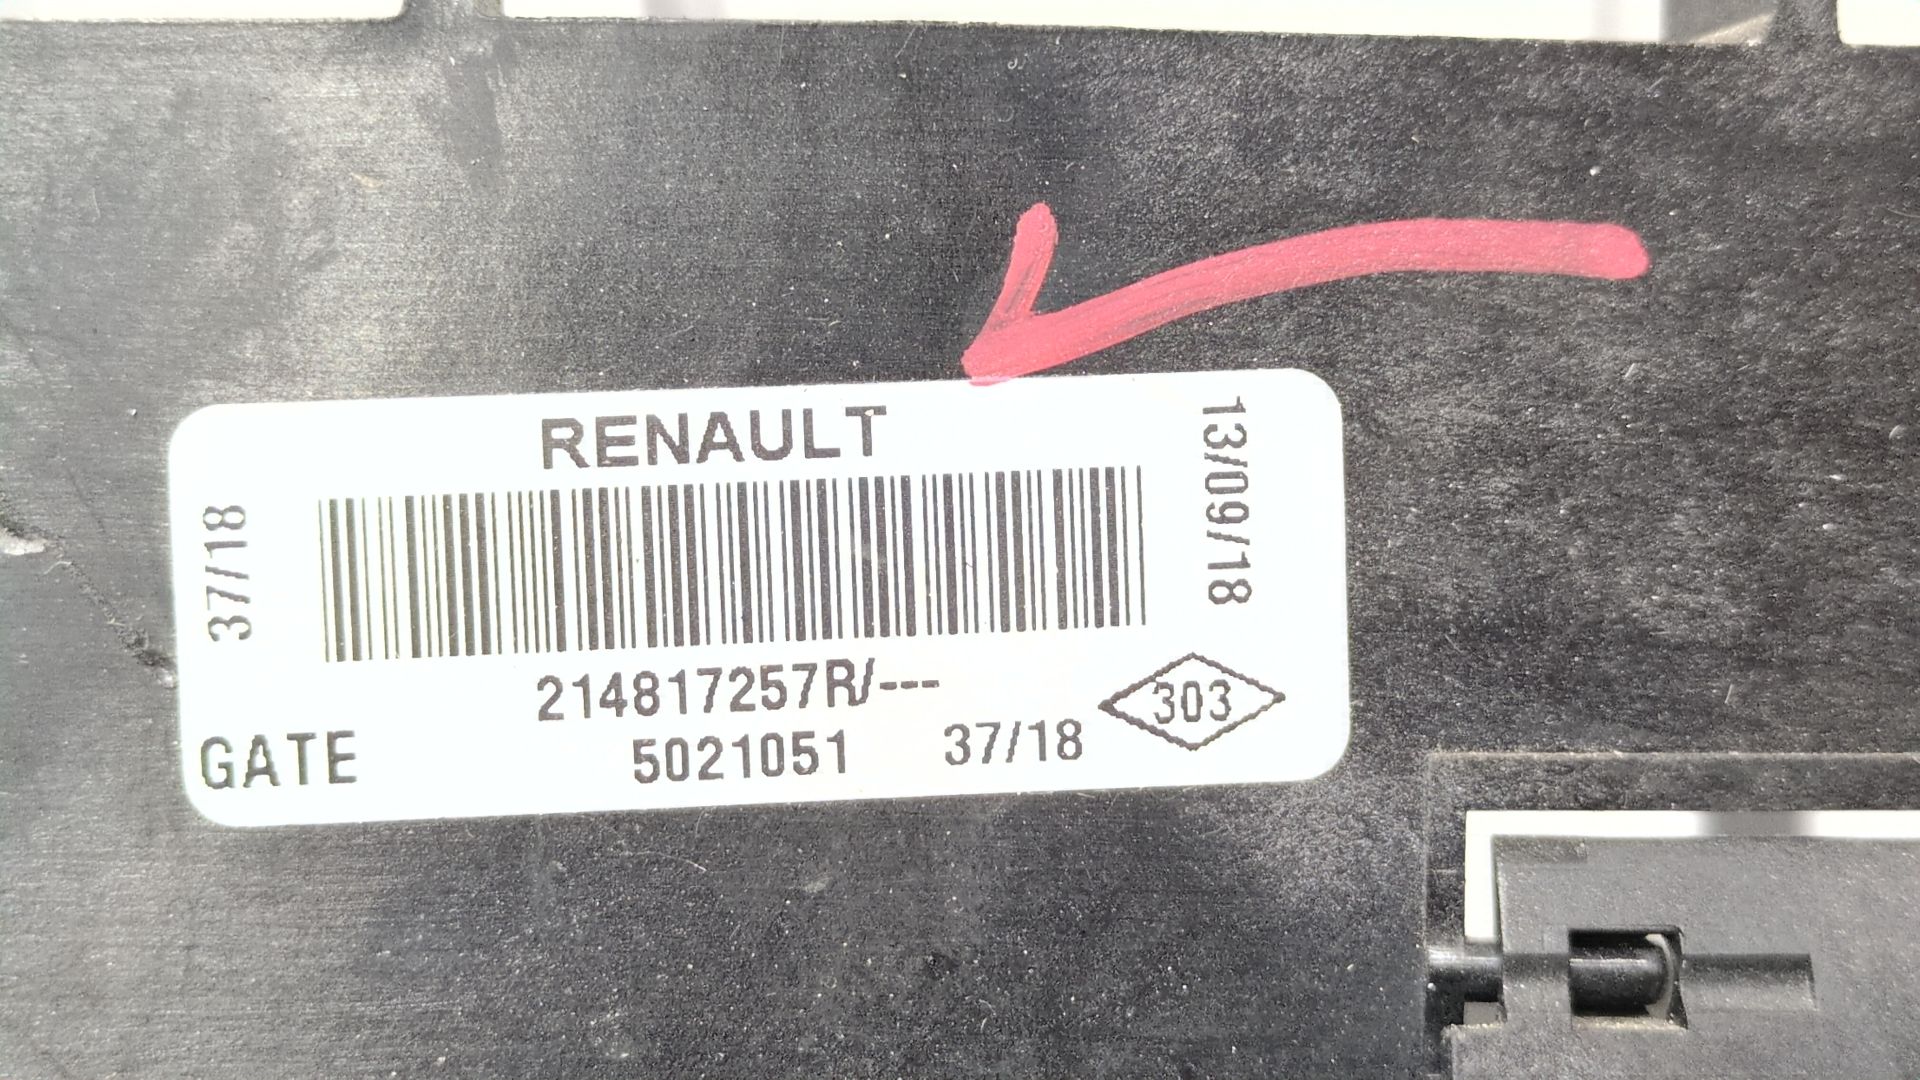 RENAULT
37/18
13/09/18
214817257R/---
303
GATE 5021051 37/18